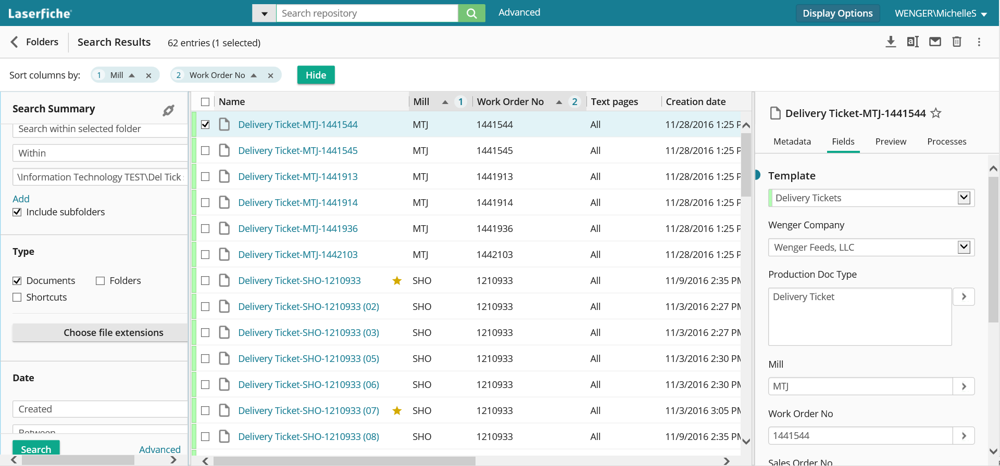 Laserfiche
Search repository
Advanced
Display Options
WENGER\MichelleS
Folders
Search Results
62 entries (1 selected)
Sort columns by:
1 Mill
2 Work Order No
Hide
Search Summary
Search within selected folder
Within
\Information Technology TEST\Del Tick
Add
Include subfolders
Type
Documents
Folders
Shortcuts
Choose file extensions
Date
Created
Between
Search
Advanced
Name Mill 1 Work Order No 2 Text pages Creation date
Delivery Ticket-MTJ-1441544 MTJ 1441544 All 11/28/2016 1:25 P
Delivery Ticket-MTJ-1441545 MTJ 1441545 All 11/28/2016 1:25 P
Delivery Ticket-MTJ-1441913 MTJ 1441913 All 11/28/2016 1:25 P
Delivery Ticket-MTJ-1441914 MTJ 1441914 All 11/28/2016 1:25 P
Delivery Ticket-MTJ-1441936 MTJ 1441936 All 11/28/2016 1:25 P
Delivery Ticket-MTJ-1442103 MTJ 1442103 All 11/28/2016 1:25 P
Delivery Ticket-SHO-1210933 SHO 1210933 All 11/9/2016 2:35 PM
Delivery Ticket-SHO-1210933 (02) SHO 1210933 All 11/3/2016 2:27 PM
Delivery Ticket-SHO-1210933 (03) SHO 1210933 All 11/3/2016 2:27 PM
Delivery Ticket-SHO-1210933 (05) SHO 1210933 All 11/3/2016 2:30 PM
Delivery Ticket-SHO-1210933 (06) SHO 1210933 All 11/3/2016 2:30 PM
Delivery Ticket-SHO-1210933 (07) SHO 1210933 All 11/3/2016 3:05 PM
Delivery Ticket-SHO-1210933 (08) SHO 1210933 All 11/9/2016 2:35 PM
Delivery Ticket-MTJ-1441544
Metadata Fields Preview Processes
Template
Delivery Tickets
Wenger Company
Wenger Feeds, LLC
Production Doc Type
Delivery Ticket
Mill
MTJ
Work Order No
1441544
Sales Order No